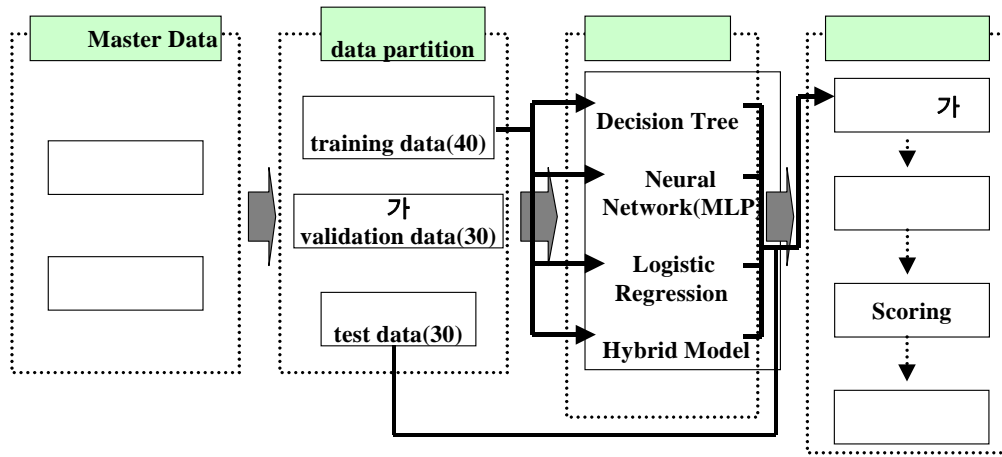 Master Data
data partition
training data(40)
가
validation data(30)
test data(30)
Decision Tree
Neural
Network(MLP
Logistic
Regression
Hybrid Model
가
Scoring